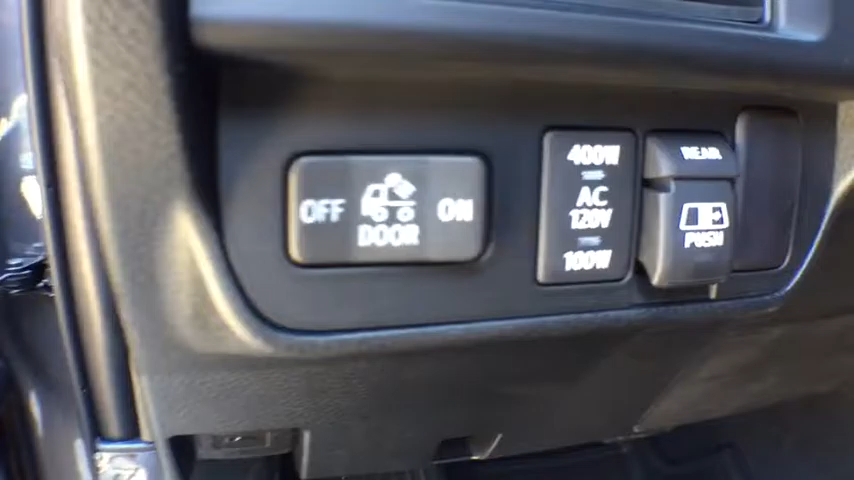 OFF ON
DOOR
400W
AC
120V
100W
REAR
PUSH